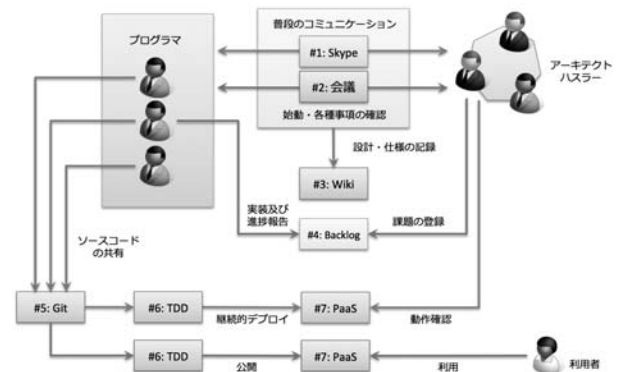 普段のコミュニケーション
プログラマ
#1: Skype
#2: 会議
アーキテクト
ハスラー
始動・各種事項の確認
設計・仕様の記録
#3: Wiki
実装及び
進捗報告
#4: Backlog
課題の登録
ソースコード
の共有
#5: Git
#6: TDD
継続的デプロイ
#7: PaaS
動作確認
#6: TDD
公開
#7: PaaS
利用
利用者